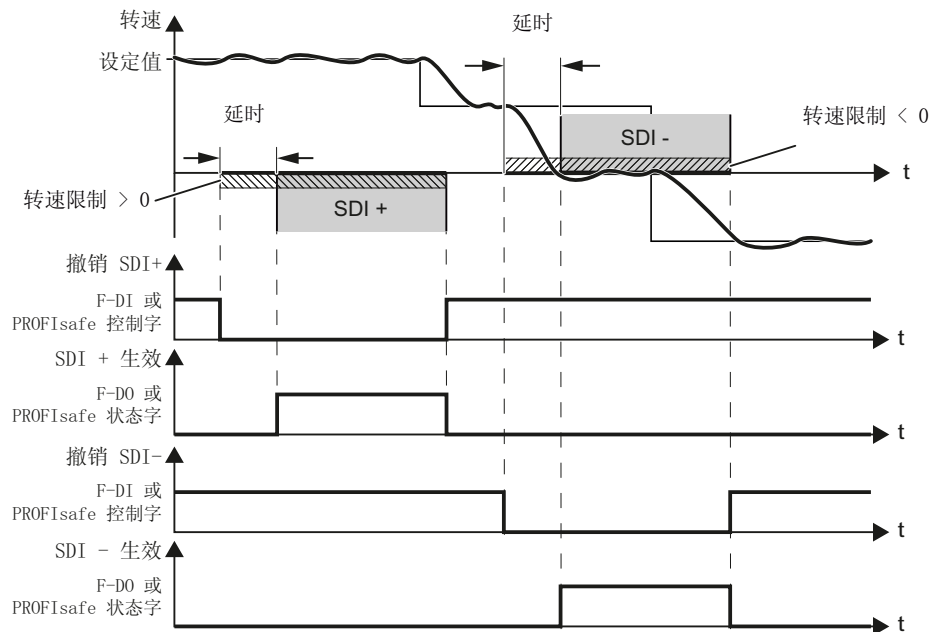 转速
延时
设定值
延时
SDI -
转速限制 < 0
t
转速限制 > 0
SDI +
撤销 SDI+
F-DI 或
PROFIsafe 控制字
t
SDI + 生效
F-DO 或
PROFIsafe 状态字
t
撤销 SDI-
F-DI 或
PROFIsafe 控制字
t
SDI - 生效
F-DO 或
PROFIsafe 状态字
t